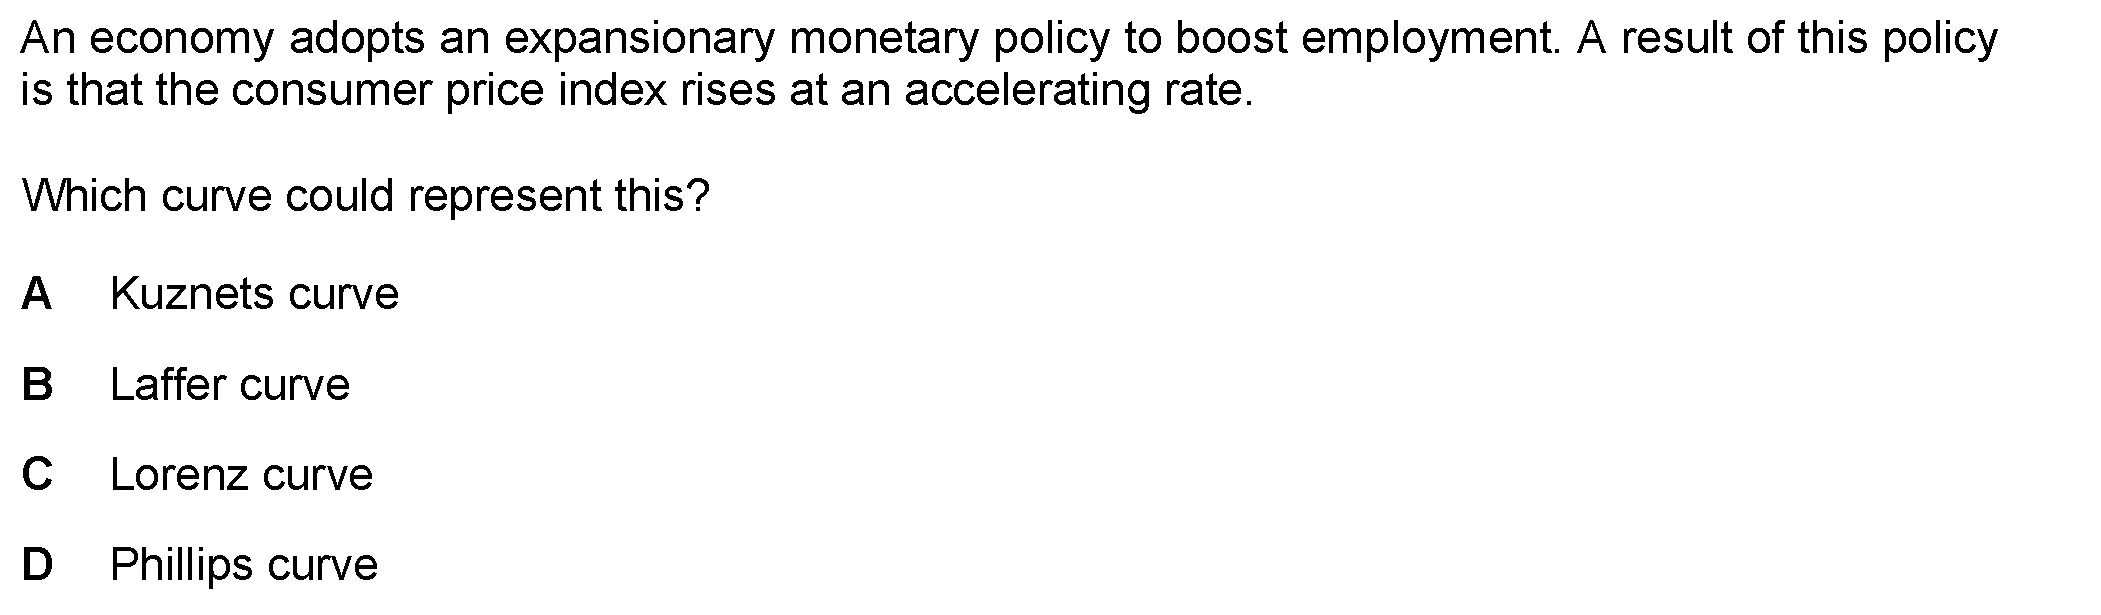 An economy adopts an expansionary monetary policy to boost employment. A result of this policy
is that the consumer price index rises at an accelerating rate.
Which curve could represent this?
A Kuznets curve
B Laffer curve
C Lorenz curve
D Phillips curve